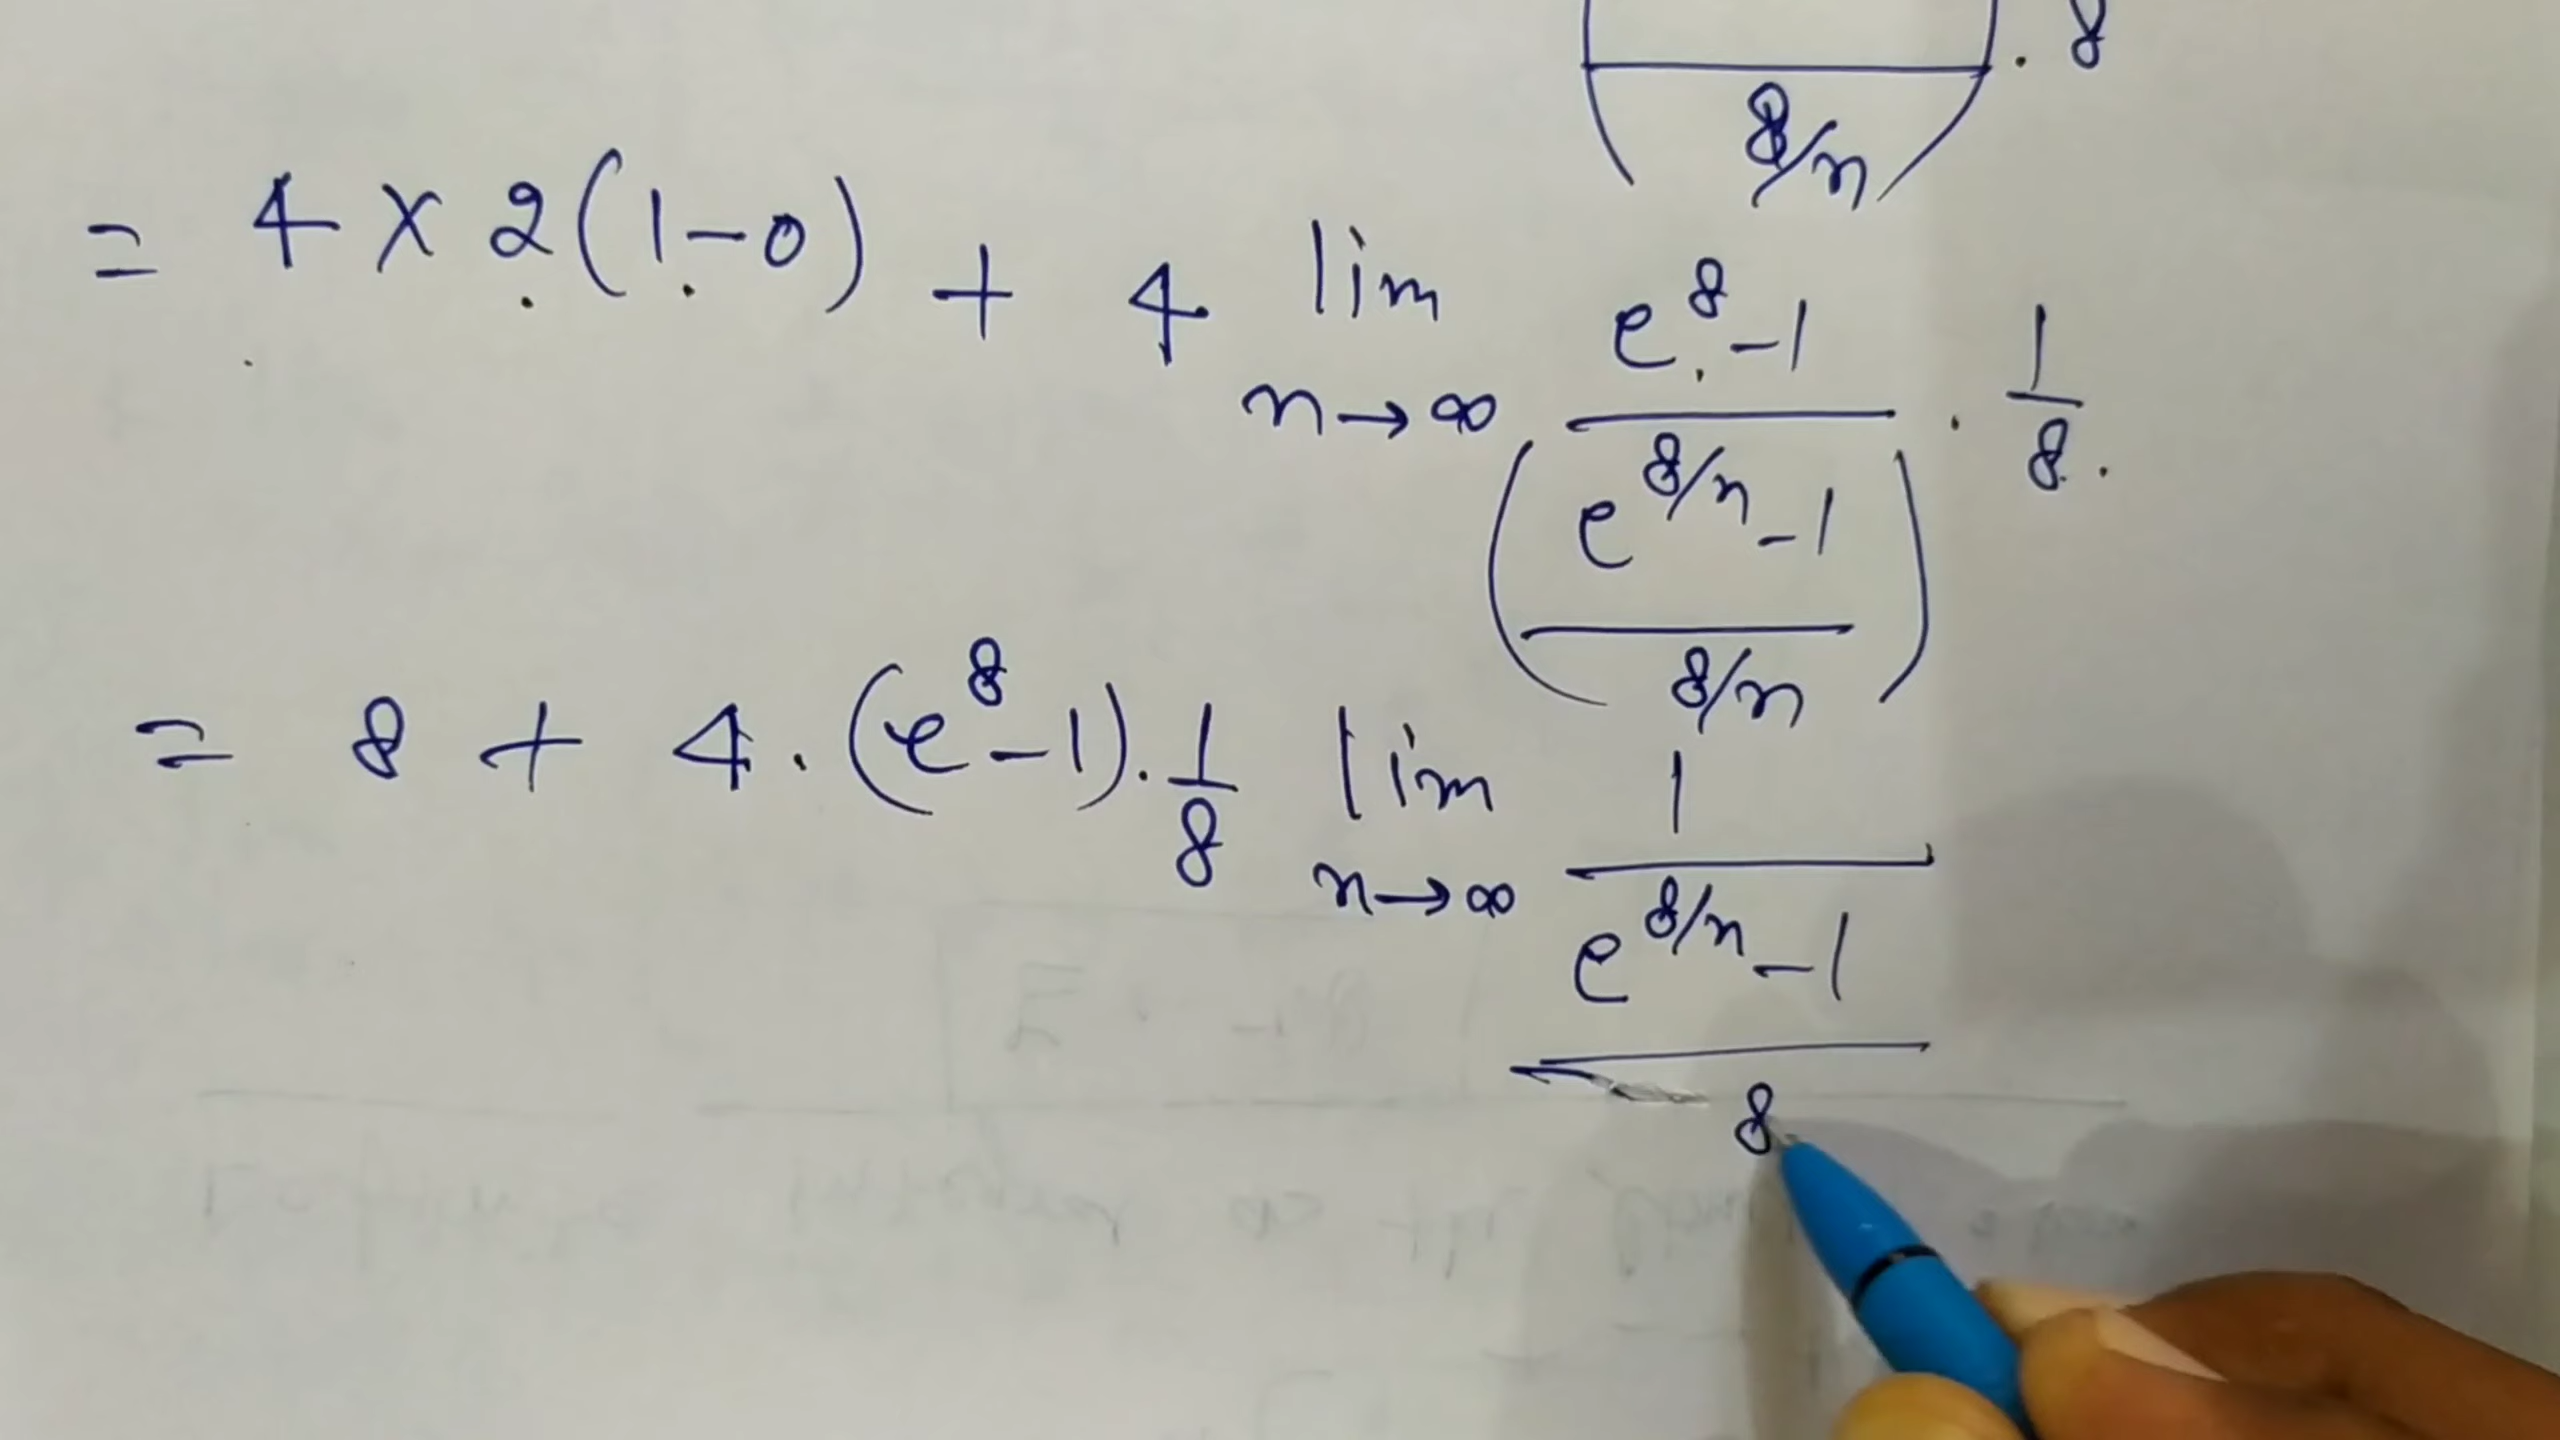 8/n . 8
= 4 × 2(1-0) + 4 lim n→∞ e^8 - 1 / ((e^{8/n} - 1) / (8/n)) . 1/8.
= 8 + 4 . (e^8 - 1) . 1/8 lim n→∞ 1 / ((e^{8/n} - 1) / 8